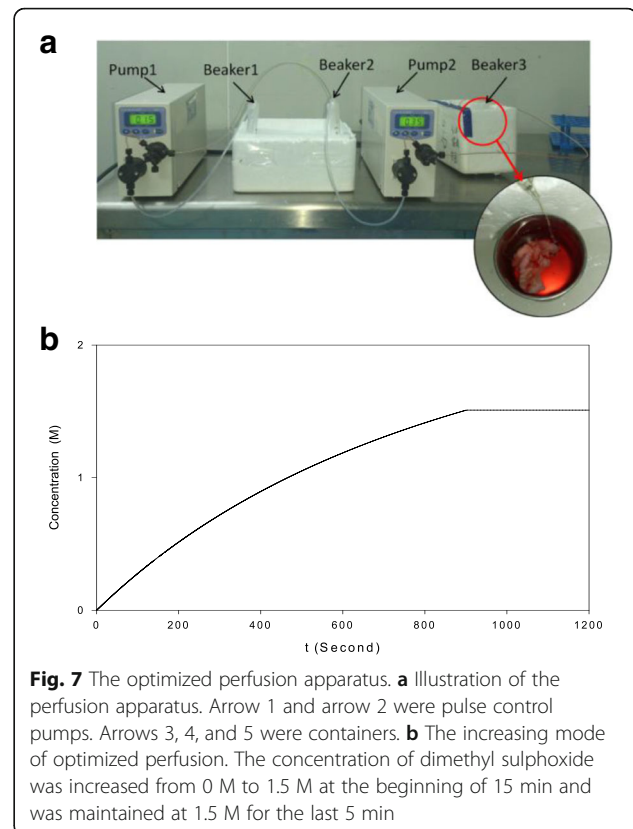 a
Pump1 Beaker1 Beaker2 Pump2 Beaker3
b
2
1
0
Concentration (M)
0 200 400 600 800 1000 1200
t (Second)
Fig. 7 The optimized perfusion apparatus. a Illustration of the
perfusion apparatus. Arrow 1 and arrow 2 were pulse control
pumps. Arrows 3, 4, and 5 were containers. b The increasing mode
of optimized perfusion. The concentration of dimethyl sulphoxide
was increased from 0 M to 1.5 M at the beginning of 15 min and
was maintained at 1.5 M for the last 5 min